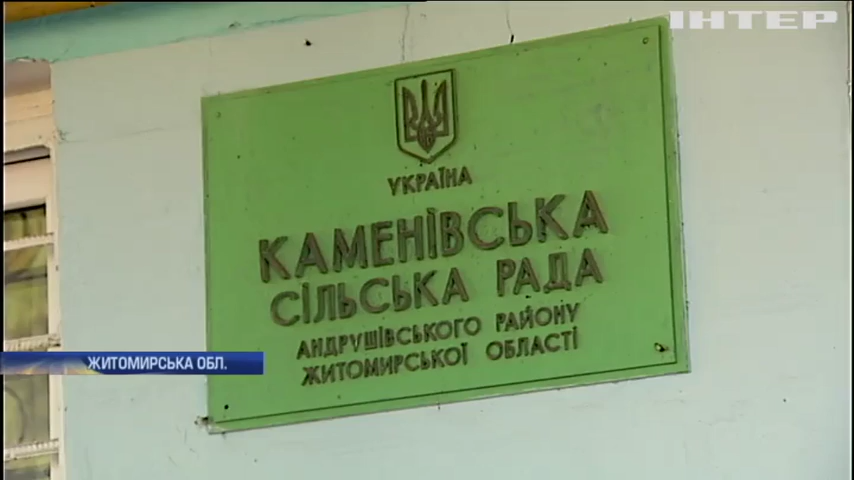 ІНТЕР
УКРАЇНА
КАМЕНІВСЬКА
СІЛЬСЬКА РАДА
АНДРУШІВСЬКОГО РАЙОНУ
ЖИТОМИРСЬКОЇ ОБЛАСТІ
ЖИТОМИРСЬКА ОБЛ.